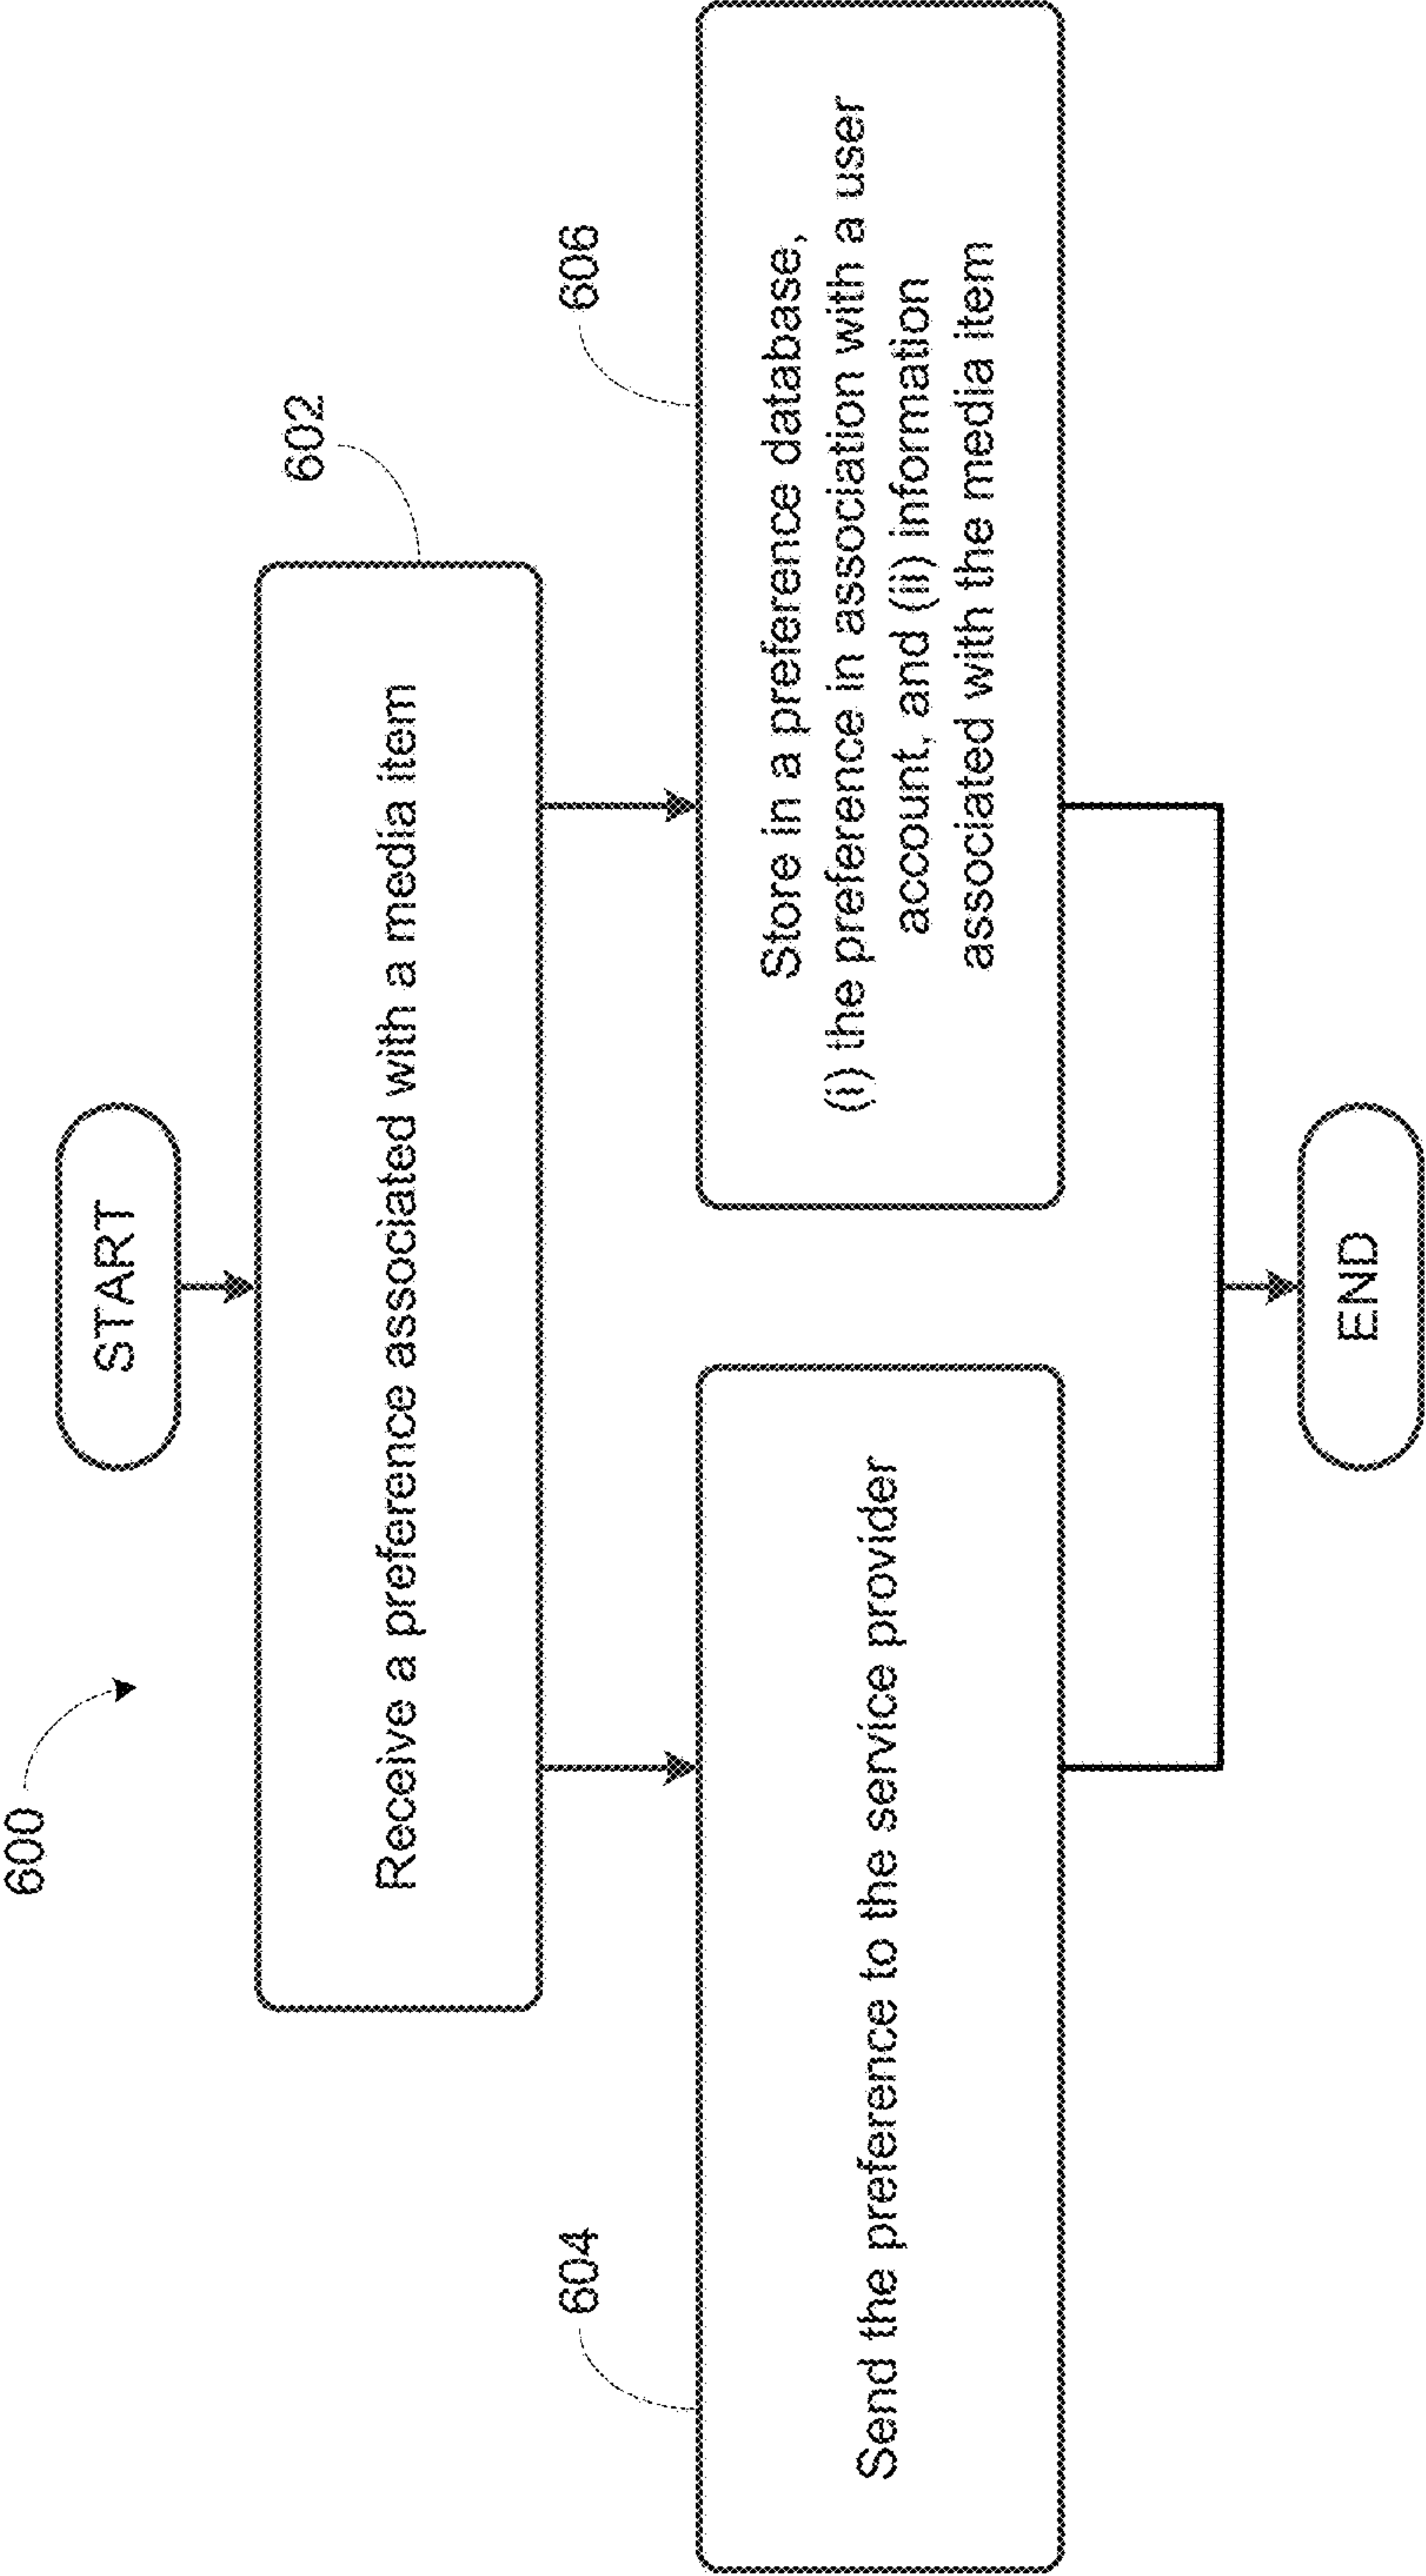 600
START
602
Receive a preference associated with a media item
604
Send the preference to the service provider
606
Store in a preference database,
(i) the preference in association with a user
account, and (ii) information
associated with the media item
END